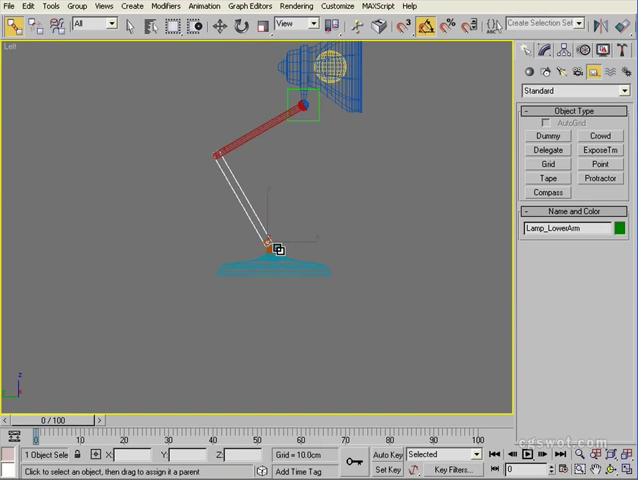 File Edit Tools Group Views Create Modifiers Animation Graph Editors Rendering Customize MAXScript Help
All View Create Selection Set
Left
Standard
- Object Type
AutoGrid
Dummy Crowd
Delegate ExposeTm
Grid Point
Tape Protractor
Compass
- Name and Color
Lamp_LowerArm
z
0 / 100
0 10 20 30 40 50 60 70 80 90 100
cgswot.com
1 Object Sele X: Y: Z: Grid = 10.0cm Auto Key Selected
Click to select an object, then drag to assign it a parent Add Time Tag Set Key Key Filters... 0